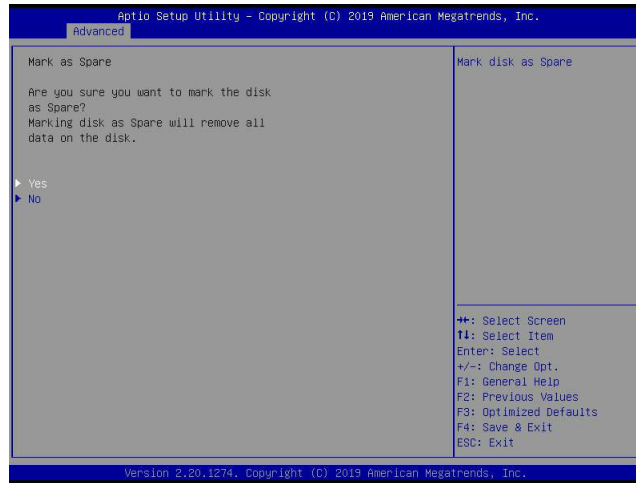 Aptio Setup Utility – Copyright (C) 2019 American Megatrends, Inc.
Advanced
Mark as Spare
Are you sure you want to mark the disk
as Spare?
Marking disk as Spare will remove all
data on the disk.
Yes
No
Mark disk as Spare
→←: Select Screen
↑↓: Select Item
Enter: Select
+/-: Change Opt.
F1: General Help
F2: Previous Values
F3: Optimized Defaults
F4: Save & Exit
ESC: Exit
Version 2.20.1274. Copyright (C) 2019 American Megatrends, Inc.